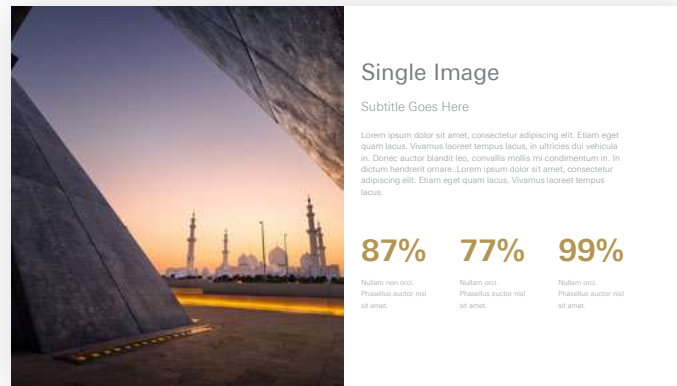 Single Image
Subtitle Goes Here
Lorem ipsum dolor sit amet, consectetur adipiscing elit. Etiam eget
quam lacus. Vivamus laoreet tempus lacus, in ultricies dui vehicula
in. Donec auctor blandit leo, convallis mollis mi condimentum in. In
dictum hendrerit ornare..Lorem ipsum dolor sit amet, consectetur
adipiscing elit. Etiam eget quam lacus. Vivamus laoreet tempus
lacus.
87% 77% 99%
Nullam non orci. Nullam orci. Nullam orci.
Phasellus auctor nisl Phasellus auctor nisl Phasellus auctor nisl
sit amet. sit amet. sit amet.